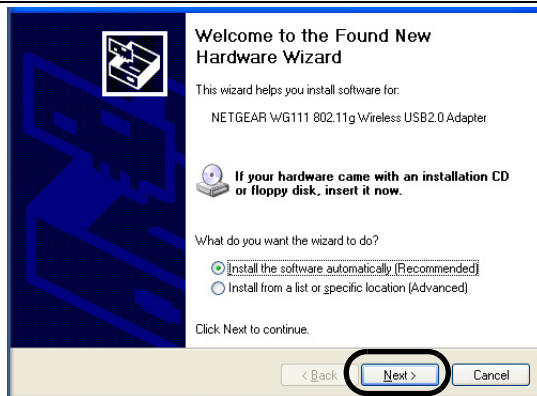 Welcome to the Found New
Hardware Wizard
This wizard helps you install software for:
NETGEAR WG111 802.11g Wireless USB2.0 Adapter
If your hardware came with an installation CD
or floppy disk, insert it now.
What do you want the wizard to do?
Install the software automatically (Recommended)
Install from a list or specific location (Advanced)
Click Next to continue.
< Back Next > Cancel